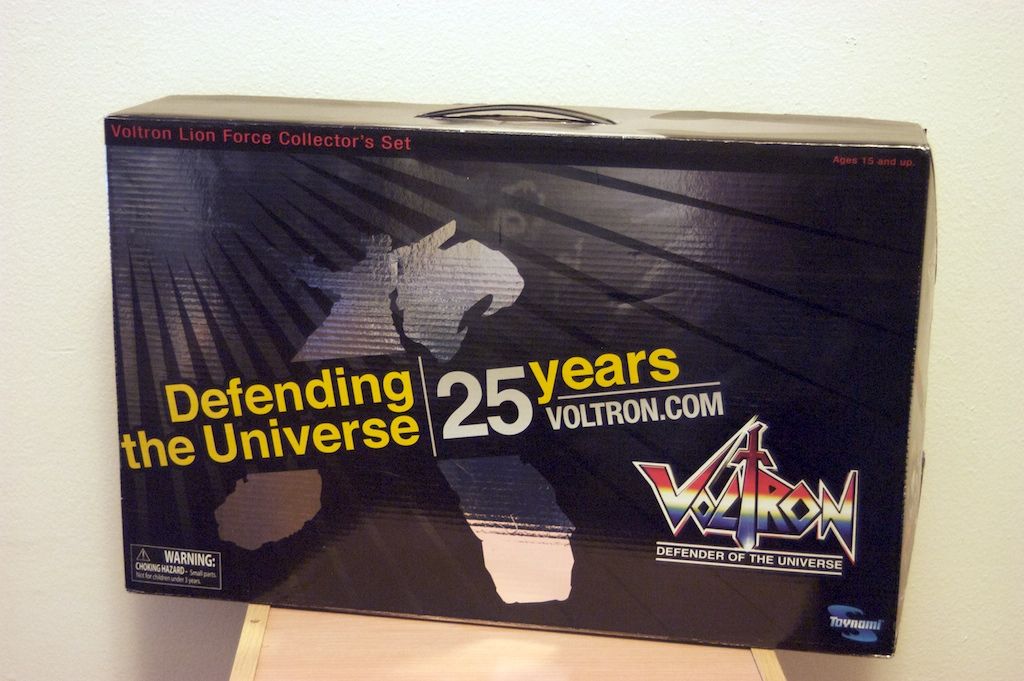 Voltron Lion Force Collector's Set
Ages 15 and up.
Defending
the Universe
25 years
VOLTRON.COM
VOLTRON
DEFENDER OF THE UNIVERSE
WARNING:
CHOKING HAZARD - Small parts.
Not for children under 3 years.
Toynami